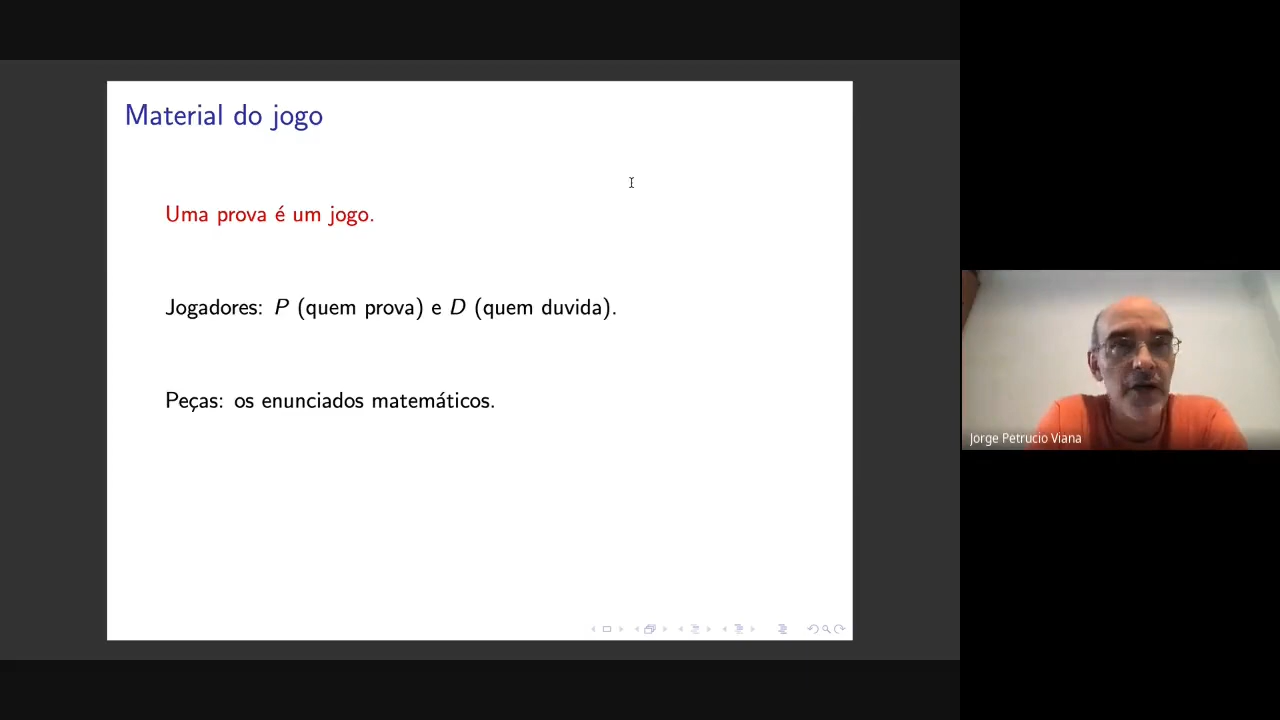 Material do jogo
Uma prova é um jogo.
Jogadores: P (quem prova) e D (quem duvida).
Peças: os enunciados matemáticos.
Jorge Petrucio Viana